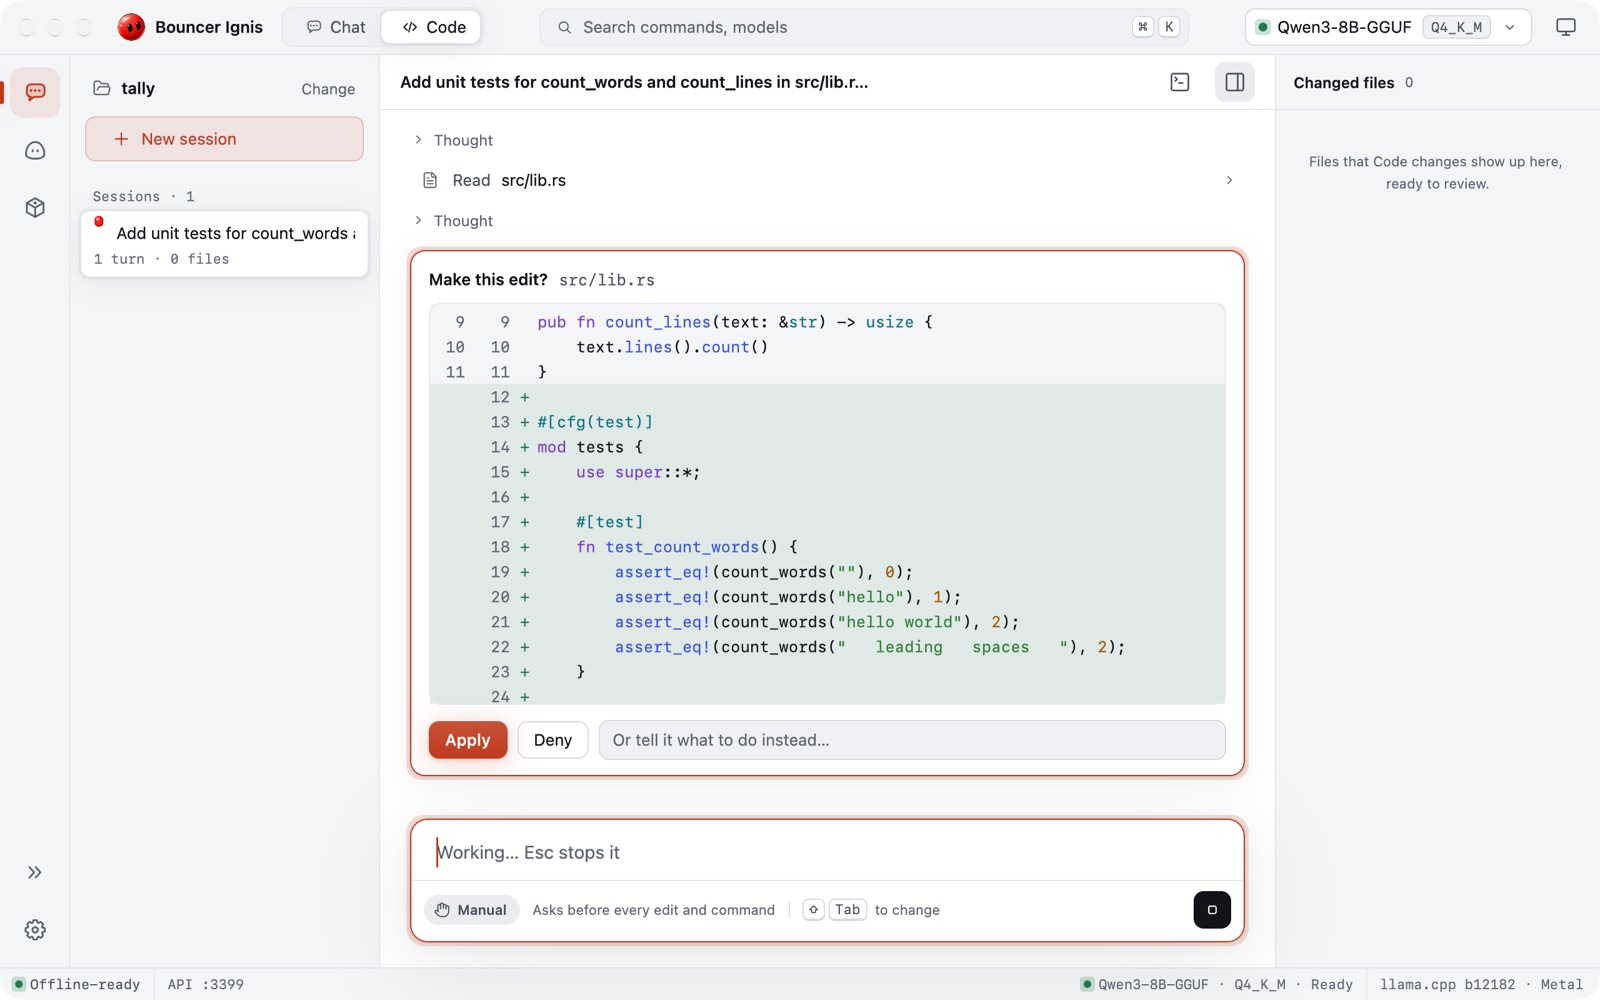 Bouncer Ignis
Chat
Code
Search commands, models
⌘ K
Qwen3-8B-GGUF Q4_K_M
tally
Change
+ New session
Sessions · 1
Add unit tests for count_words
1 turn · 0 files
Add unit tests for count_words and count_lines in src/lib.r...
Thought
Read src/lib.rs
Thought
Make this edit? src/lib.rs
9 9 pub fn count_lines(text: &str) -> usize {
10 10 text.lines().count()
11 11 }
12 +
13 + #[cfg(test)]
14 + mod tests {
15 + use super::*;
16 +
17 + #[test]
18 + fn test_count_words() {
19 + assert_eq!(count_words(""), 0);
20 + assert_eq!(count_words("hello"), 1);
21 + assert_eq!(count_words("hello world"), 2);
22 + assert_eq!(count_words("   leading   spaces   "), 2);
23 + }
24 +
Apply
Deny
Or tell it what to do instead...
Working... Esc stops it
Manual
Asks before every edit and command
⇧ Tab to change
Changed files 0
Files that Code changes show up here,
ready to review.
Offline-ready
API :3399
Qwen3-8B-GGUF · Q4_K_M · Ready
llama.cpp b12182 · Metal